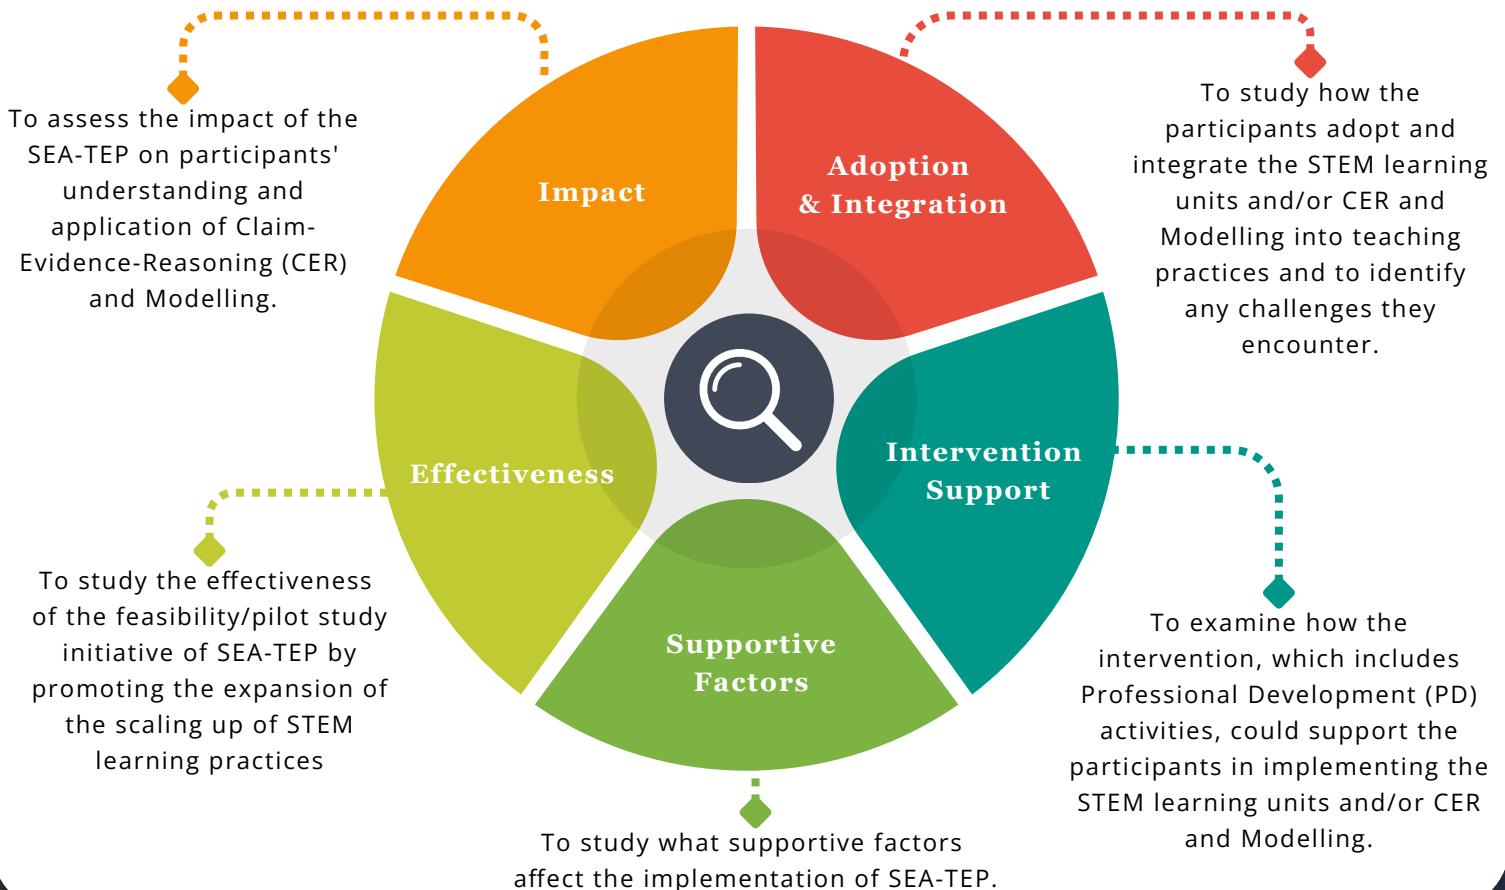 To assess the impact of the
SEA-TEP on participants'
understanding and
application of Claim-
Evidence-Reasoning (CER)
and Modelling.
Impact
Adoption
& Integration
To study how the
participants adopt and
integrate the STEM learning
units and/or CER and
Modelling into teaching
practices and to identify
any challenges they
encounter.
Effectiveness
Intervention
Support
To study the effectiveness
of the feasibility/pilot study
initiative of SEA-TEP by
promoting the expansion of
the scaling up of STEM
learning practices
Supportive
Factors
To examine how the
intervention, which includes
Professional Development (PD)
activities, could support the
participants in implementing the
STEM learning units and/or CER
and Modelling.
To study what supportive factors
affect the implementation of SEA-TEP.